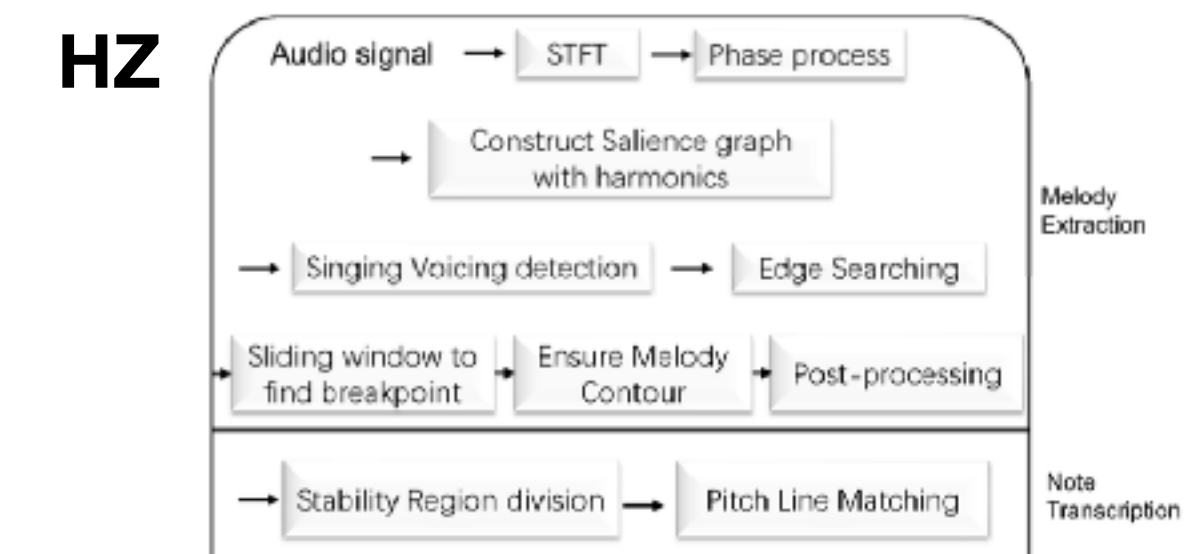 HZ
Audio signal
STFT
Phase process
Construct Salience graph
with harmonics
Melody
Extraction
Singing Voicing detection
Edge Searching
Sliding window to
find breakpoint
Ensure Melody
Contour
Post-processing
Stability Region division
Pitch Line Matching
Note
Transcription